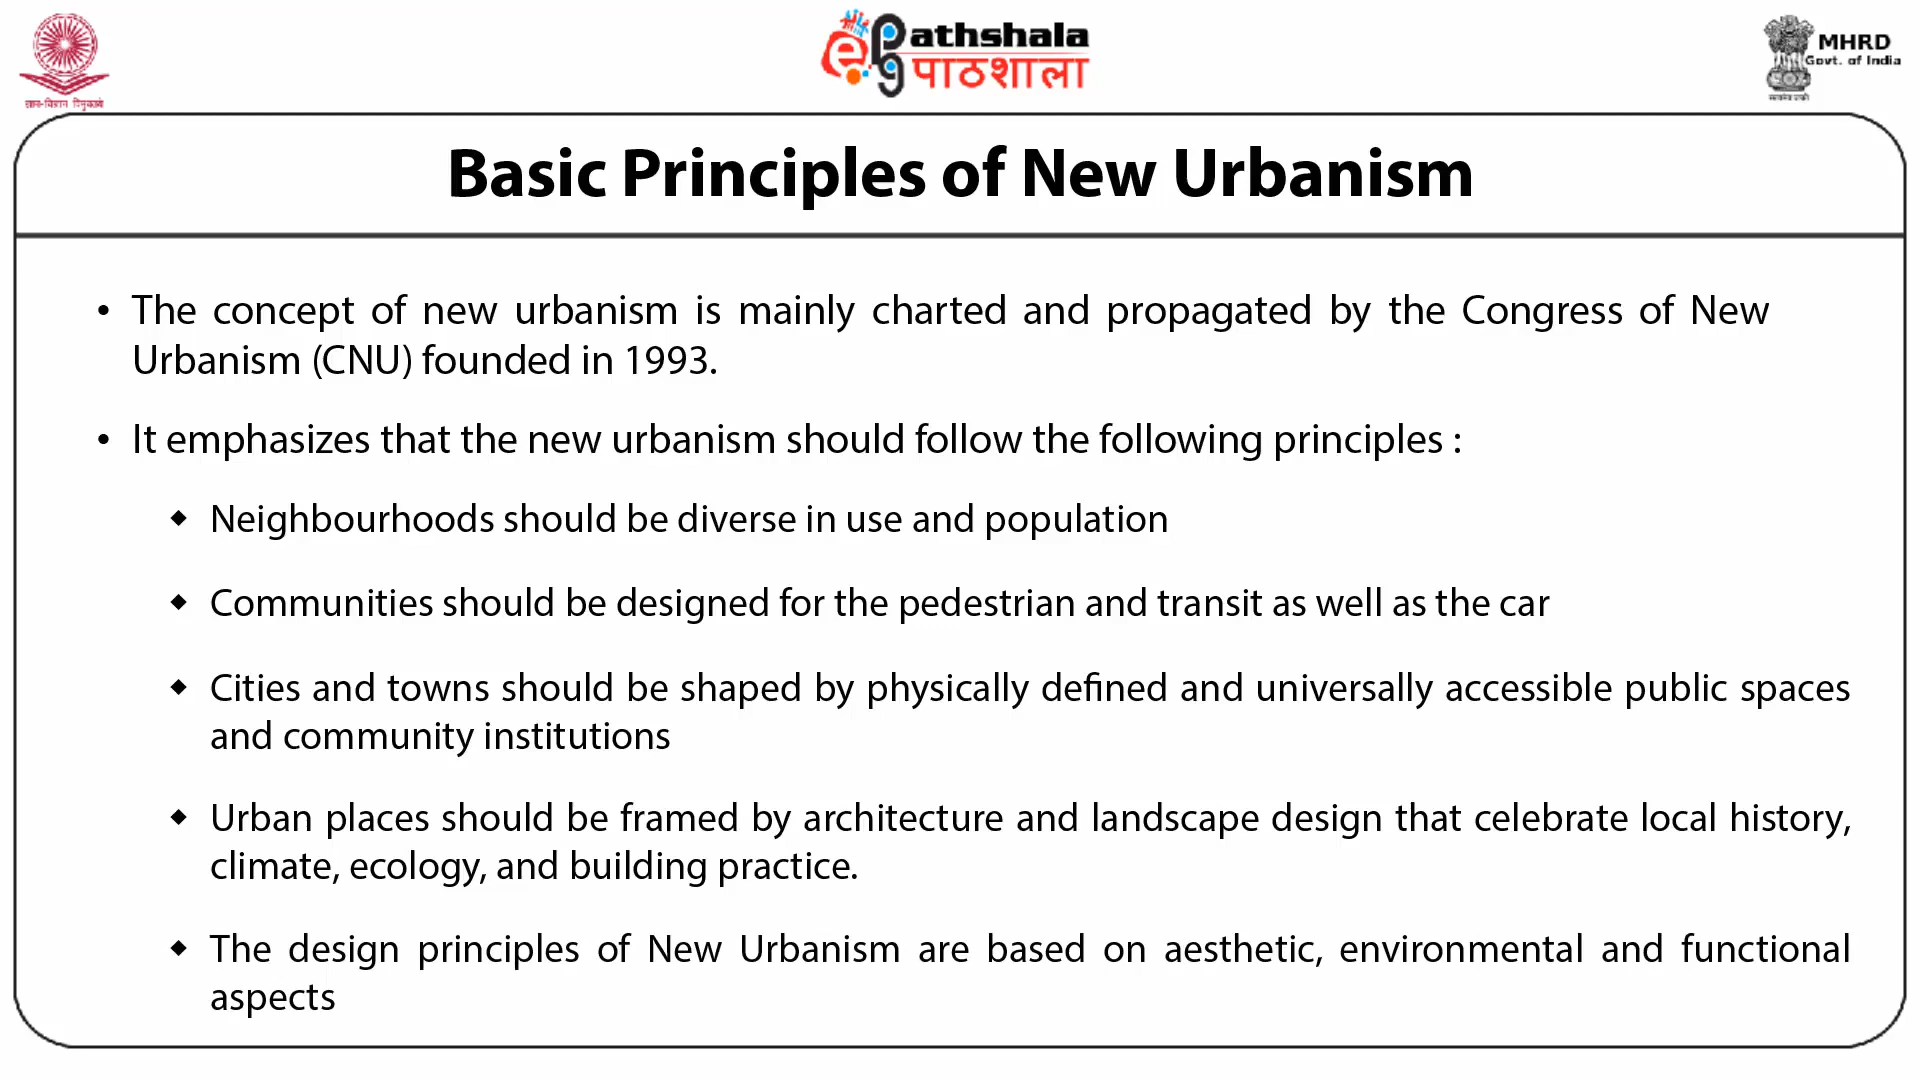 ज्ञान-विज्ञान विमुक्तये
ePathshala
पाठशाला
MHRD
Govt. of India
सत्यमेव जयते
Basic Principles of New Urbanism
• The concept of new urbanism is mainly charted and propagated by the Congress of New
Urbanism (CNU) founded in 1993.
• It emphasizes that the new urbanism should follow the following principles :
◆ Neighbourhoods should be diverse in use and population
◆ Communities should be designed for the pedestrian and transit as well as the car
◆ Cities and towns should be shaped by physically defined and universally accessible public spaces
and community institutions
◆ Urban places should be framed by architecture and landscape design that celebrate local history,
climate, ecology, and building practice.
◆ The design principles of New Urbanism are based on aesthetic, environmental and functional
aspects